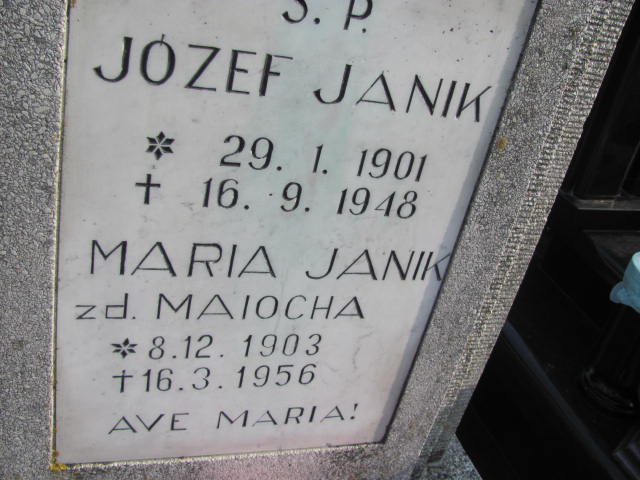 Ś. P.
JÓZEF JANIK
* 29. 1. 1901
† 16. 9. 1948
MARIA JANIK
zd. MAIOCHA
* 8.12. 1903
† 16.3. 1956
AVE MARIA!